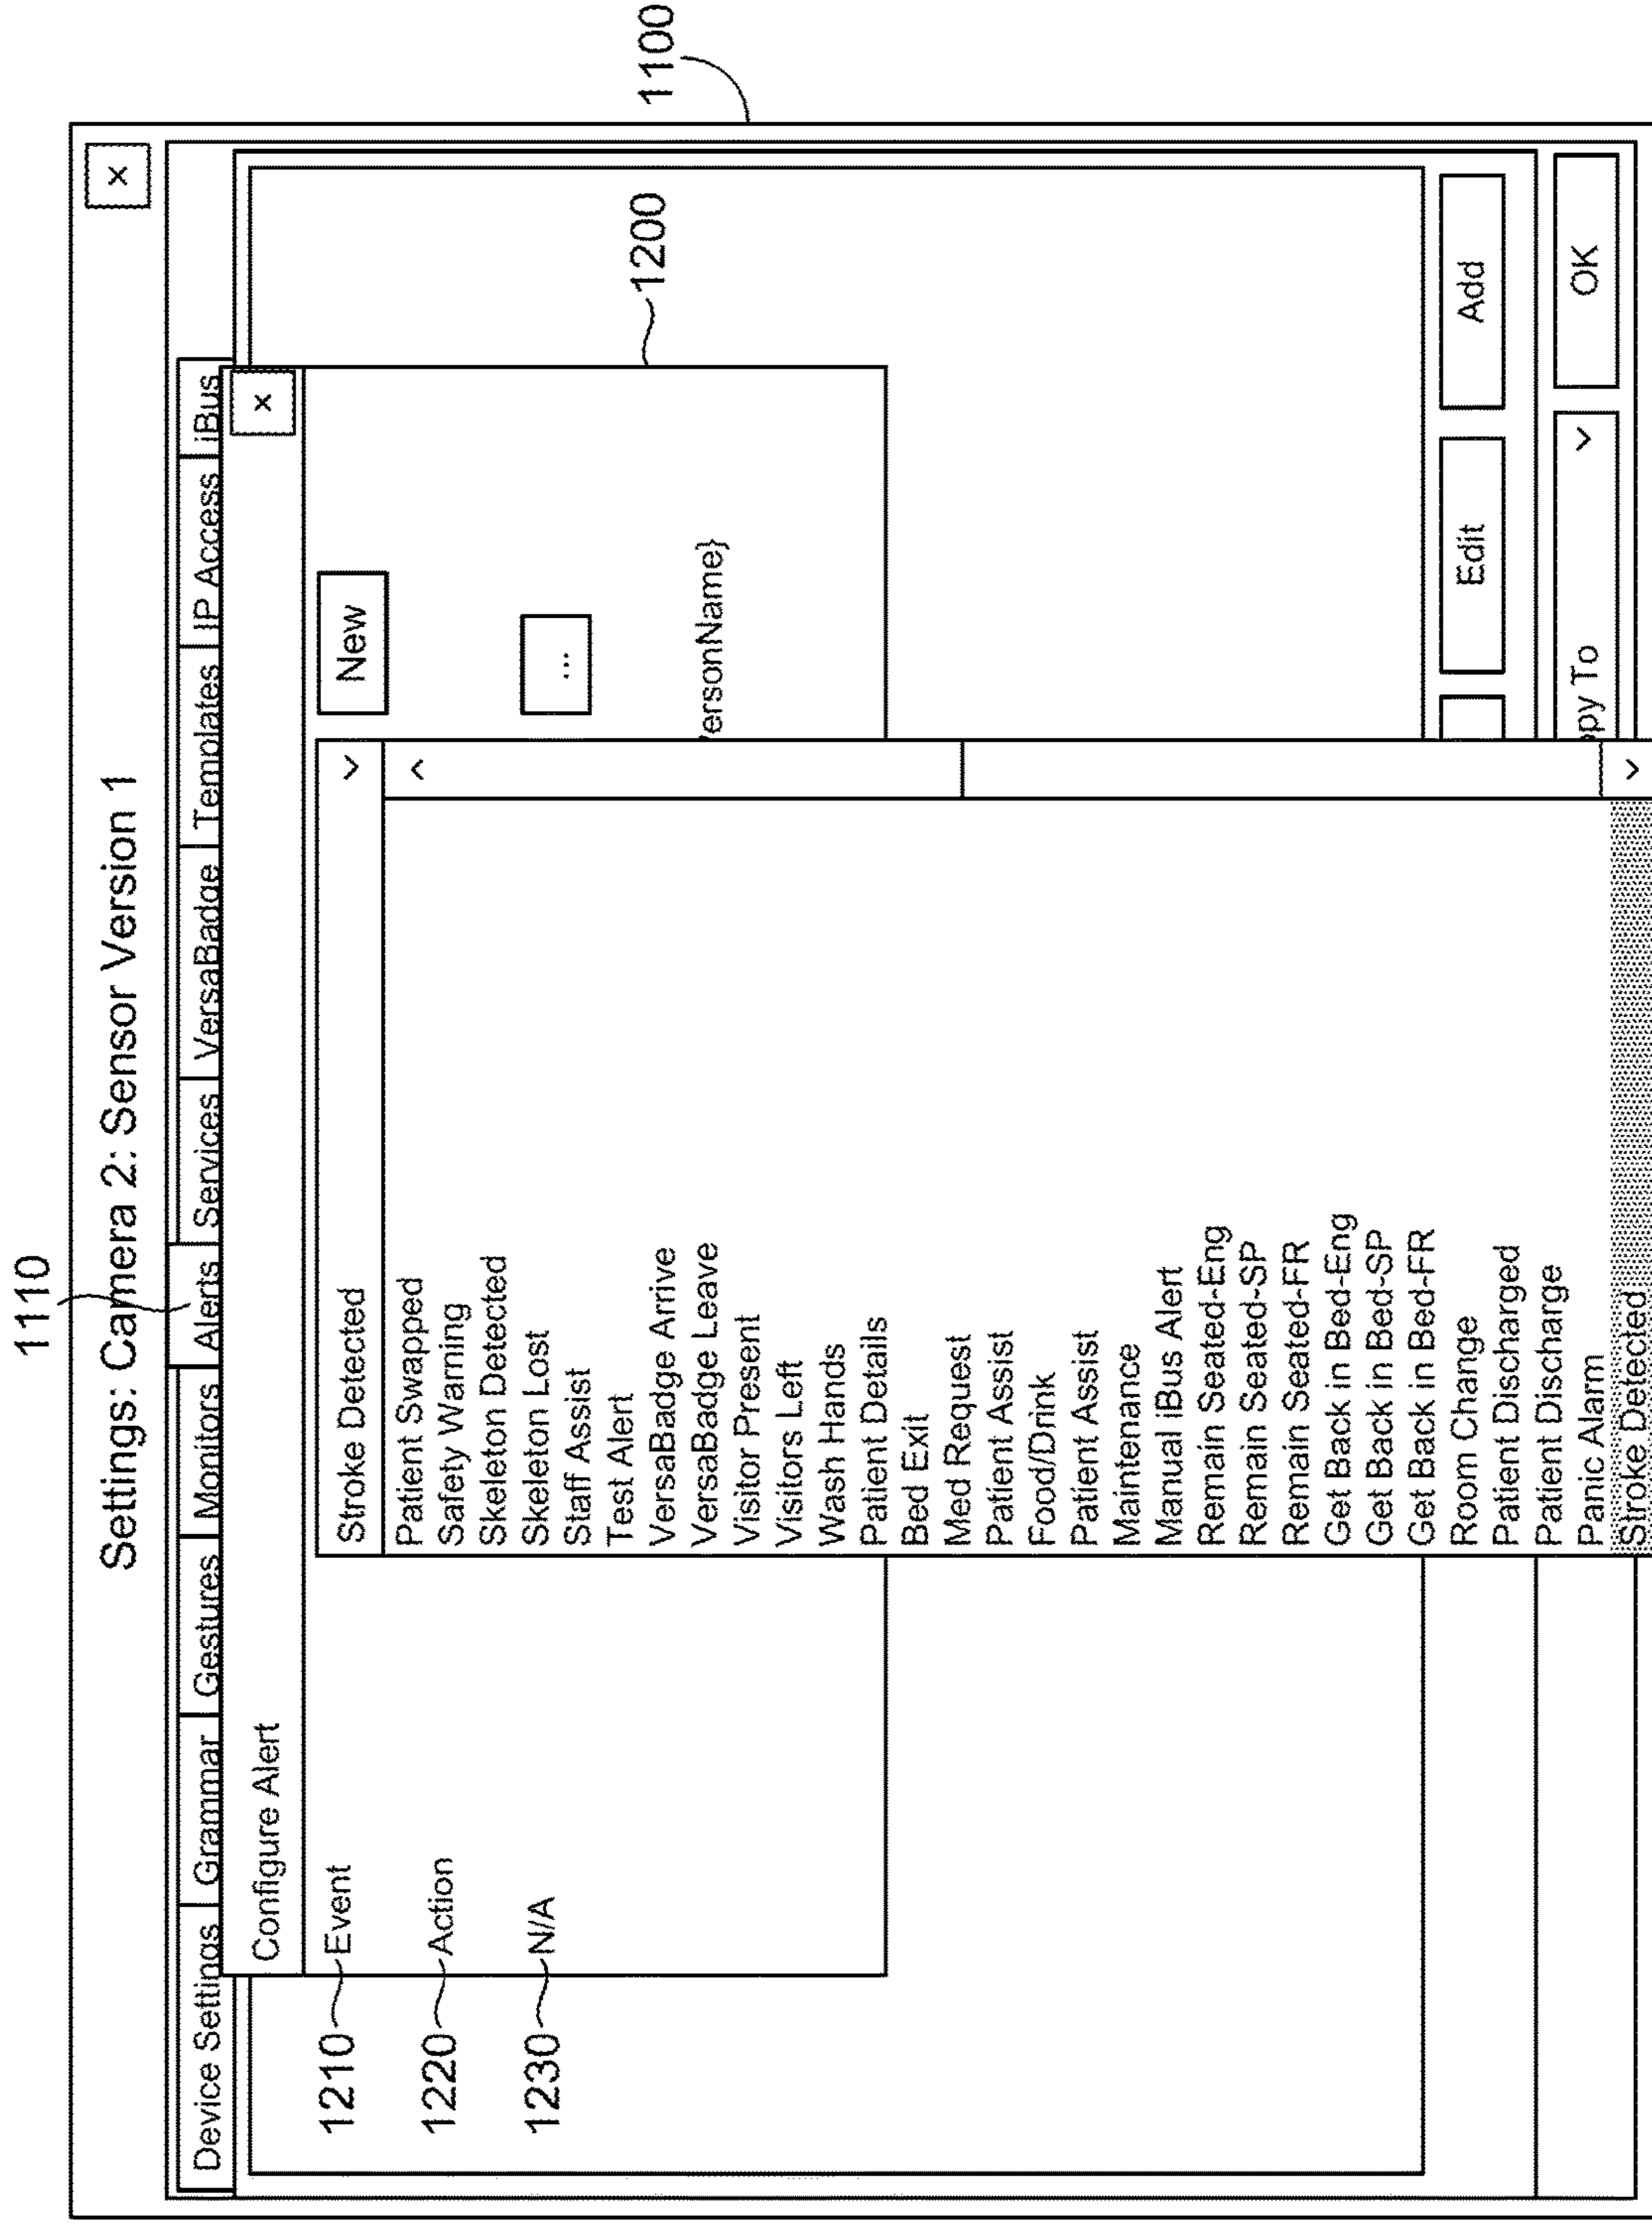 1110
Settings: Camera 2: Sensor Version 1
×
1100
Device Settings Grammar Gestures Monitors Alerts Services VersaBadge Templates IP Access iBus
Configure Alert
×
1210
Event
Stroke Detected
New
1220
Action
1230
N/A
...
1200
ersonName}
Patient Swapped
Safety Warning
Skeleton Detected
Skeleton Lost
Staff Assist
Test Alert
VersaBadge Arrive
VersaBadge Leave
Visitor Present
Visitors Left
Wash Hands
Patient Details
Bed Exit
Med Request
Patient Assist
Food/Drink
Patient Assist
Maintenance
Manual iBus Alert
Remain Seated-Eng
Remain Seated-SP
Remain Seated-FR
Get Back in Bed-Eng
Get Back in Bed-SP
Get Back in Bed-FR
Room Change
Patient Discharged
Patient Discharge
Panic Alarm
Stroke Detected
Edit
Add
py To
OK